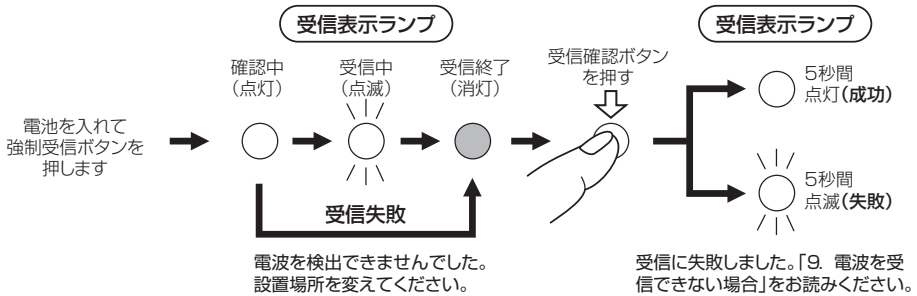 受信表示ランプ
受信表示ランプ
電池を入れて
強制受信ボタンを
押します
確認中
（点灯）
受信中
（点滅）
受信終了
（消灯）
受信確認ボタン
を押す
5秒間
点灯(成功)
5秒間
点滅(失敗)
受信失敗
電波を検出できませんでした。
設置場所を変えてください。
受信に失敗しました。「9. 電波を受
信できない場合」をお読みください。